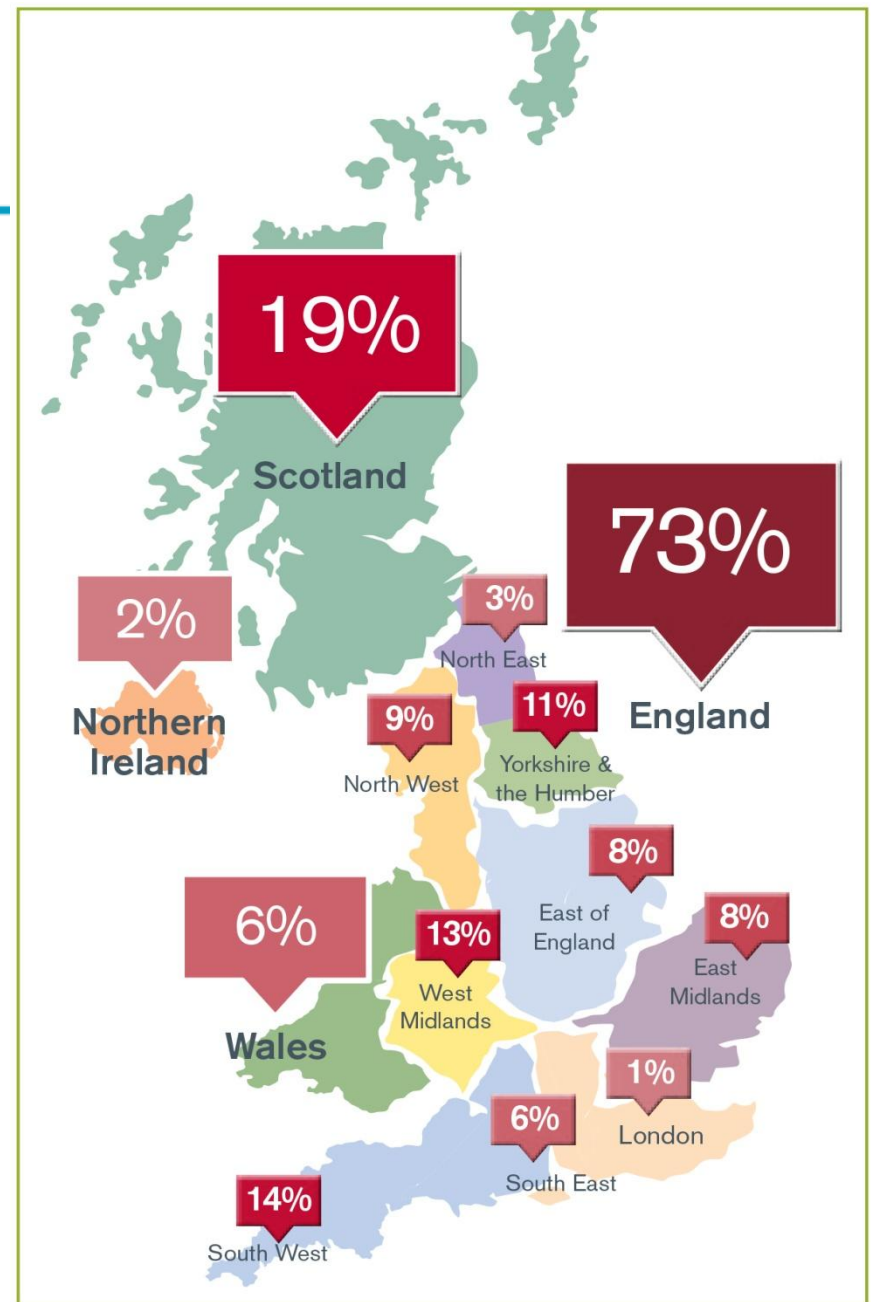 19%
Scotland
73%
England
2%
Northern
Ireland
3%
North East
9%
North West
11%
Yorkshire &
the Humber
8%
East of
England
8%
East
Midlands
6%
Wales
13%
West
Midlands
1%
London
6%
South East
14%
South West